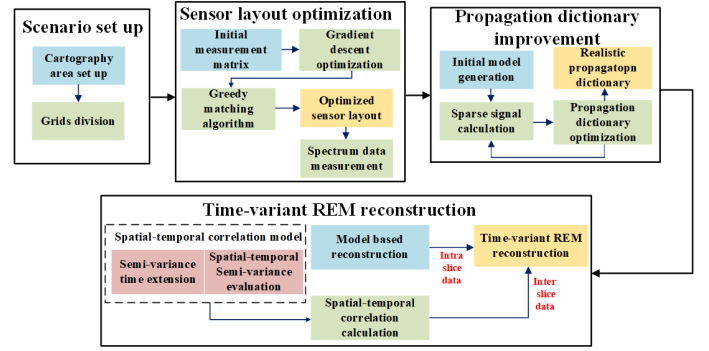 Scenario set up
Cartography
area set up
Grids division
Sensor layout optimization
Initial
measurement
matrix
Gradient
descent
optimization
Greedy
matching
algorithm
Optimized
sensor layout
Spectrum data
measurement
Propagation dictionary
improvement
Initial model
generation
Realistic
propagatopn
dictionary
Sparse signal
calculation
Propagation
dictionary
optimization
Time-variant REM reconstruction
Spatial-temporal correlation model
Semi-variance
time extension
Spatial-temporal
Semi-variance
evaluation
Model based
reconstruction
Intra
slice
data
Time-variant REM
reconstruction
Inter
slice
data
Spatial-temporal
correlation
calculation